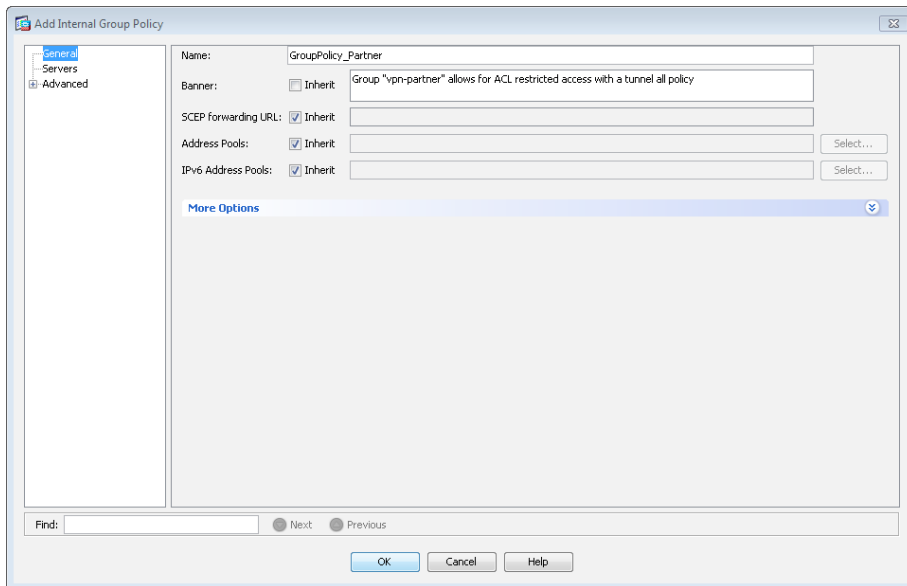 Add Internal Group Policy
General
Servers
Advanced
Name: GroupPolicy_Partner
Banner: Inherit Group "vpn-partner" allows for ACL restricted access with a tunnel all policy
SCEP forwarding URL: Inherit
Address Pools: Inherit Select...
IPv6 Address Pools: Inherit Select...
More Options
Find: Next Previous
OK Cancel Help